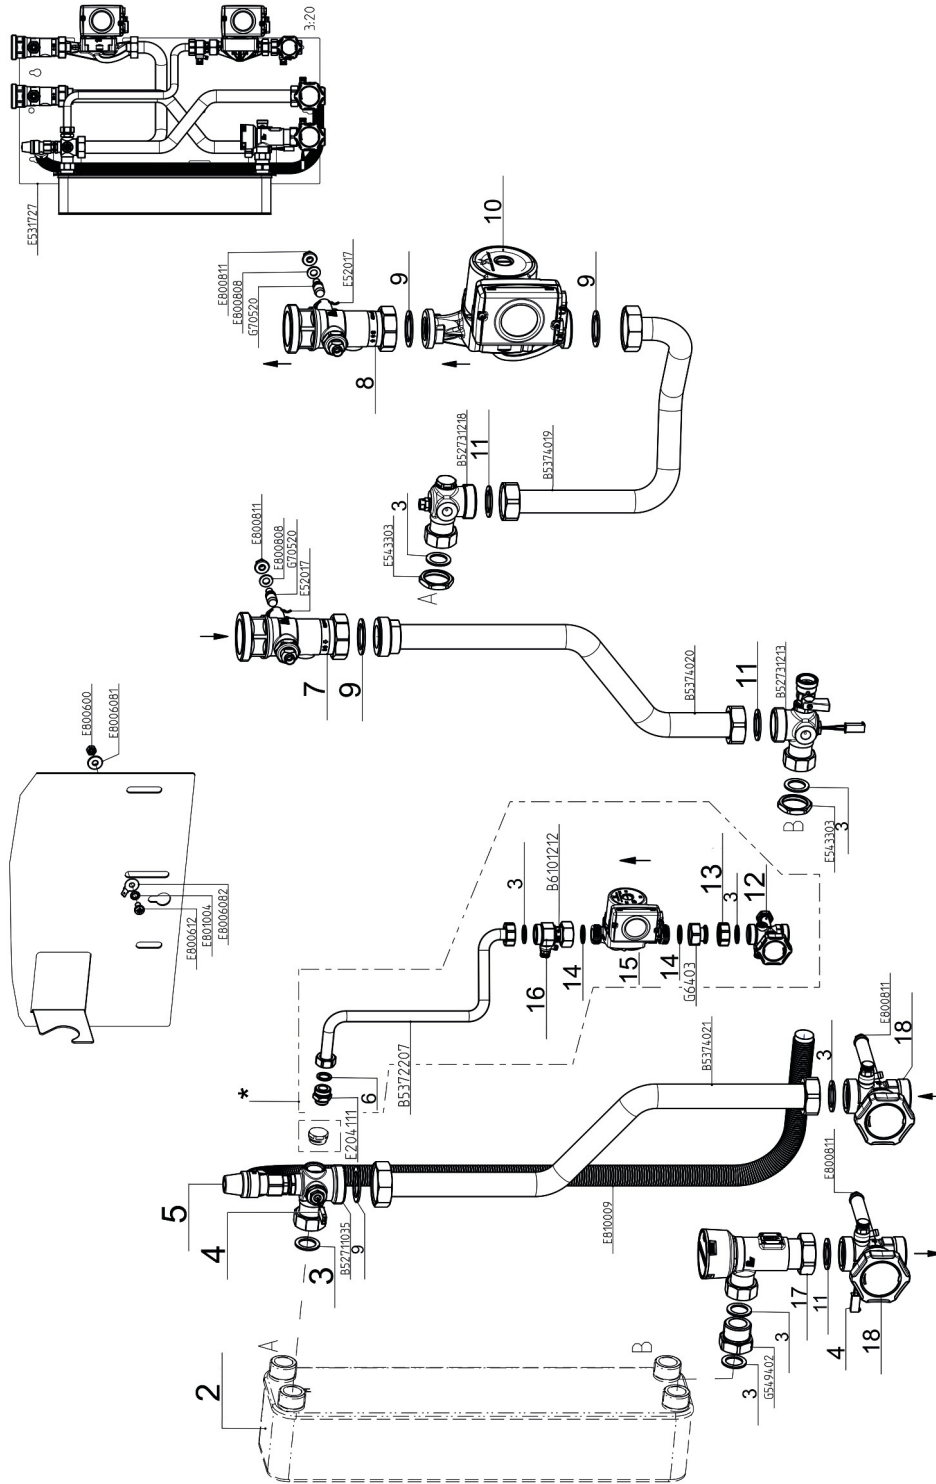 3:20
E531727
10
E800811
E800808
G70520
E52017
9
9
8
B52731218
11
B5374019
3
E543303
A
E800811
E800808
G70520
E52017
7
9
B5374020
11
B52731213
B
E543303
3
E800600
E8006081
E800612
E801004
E8006082
3
B6101212
16
14
15
14
G6403
13
3
12
*
B5372207
6
E204111
B5374021
3
E800811
18
5
4
3
B52711035
9
E810009
E800811
17
11
4
18
3
G549402
3
2
A
B